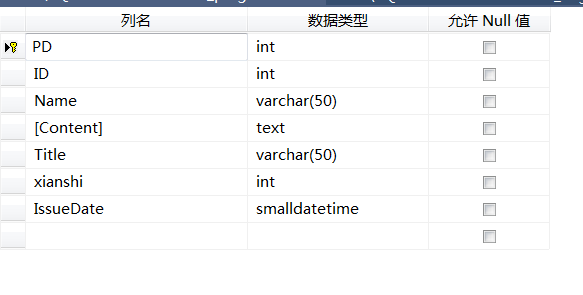 列名 数据类型 允许 Null 值
PD int
ID int
Name varchar(50)
[Content] text
Title varchar(50)
xianshi int
IssueDate smalldatetime